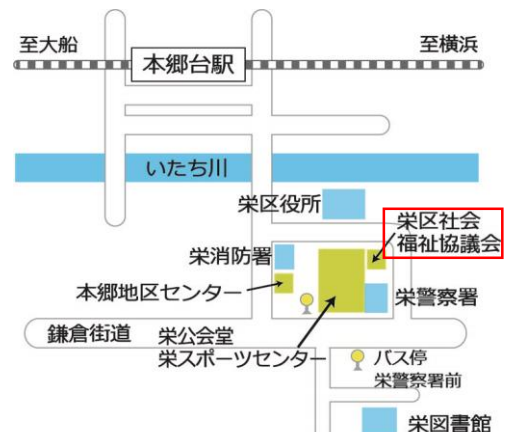 至大船
至横浜
本郷台駅
いたち川
栄区役所
栄区社会
福祉協議会
栄消防署
本郷地区センター
栄警察署
鎌倉街道
栄公会堂
栄スポーツセンター
バス停
栄警察署前
栄図書館